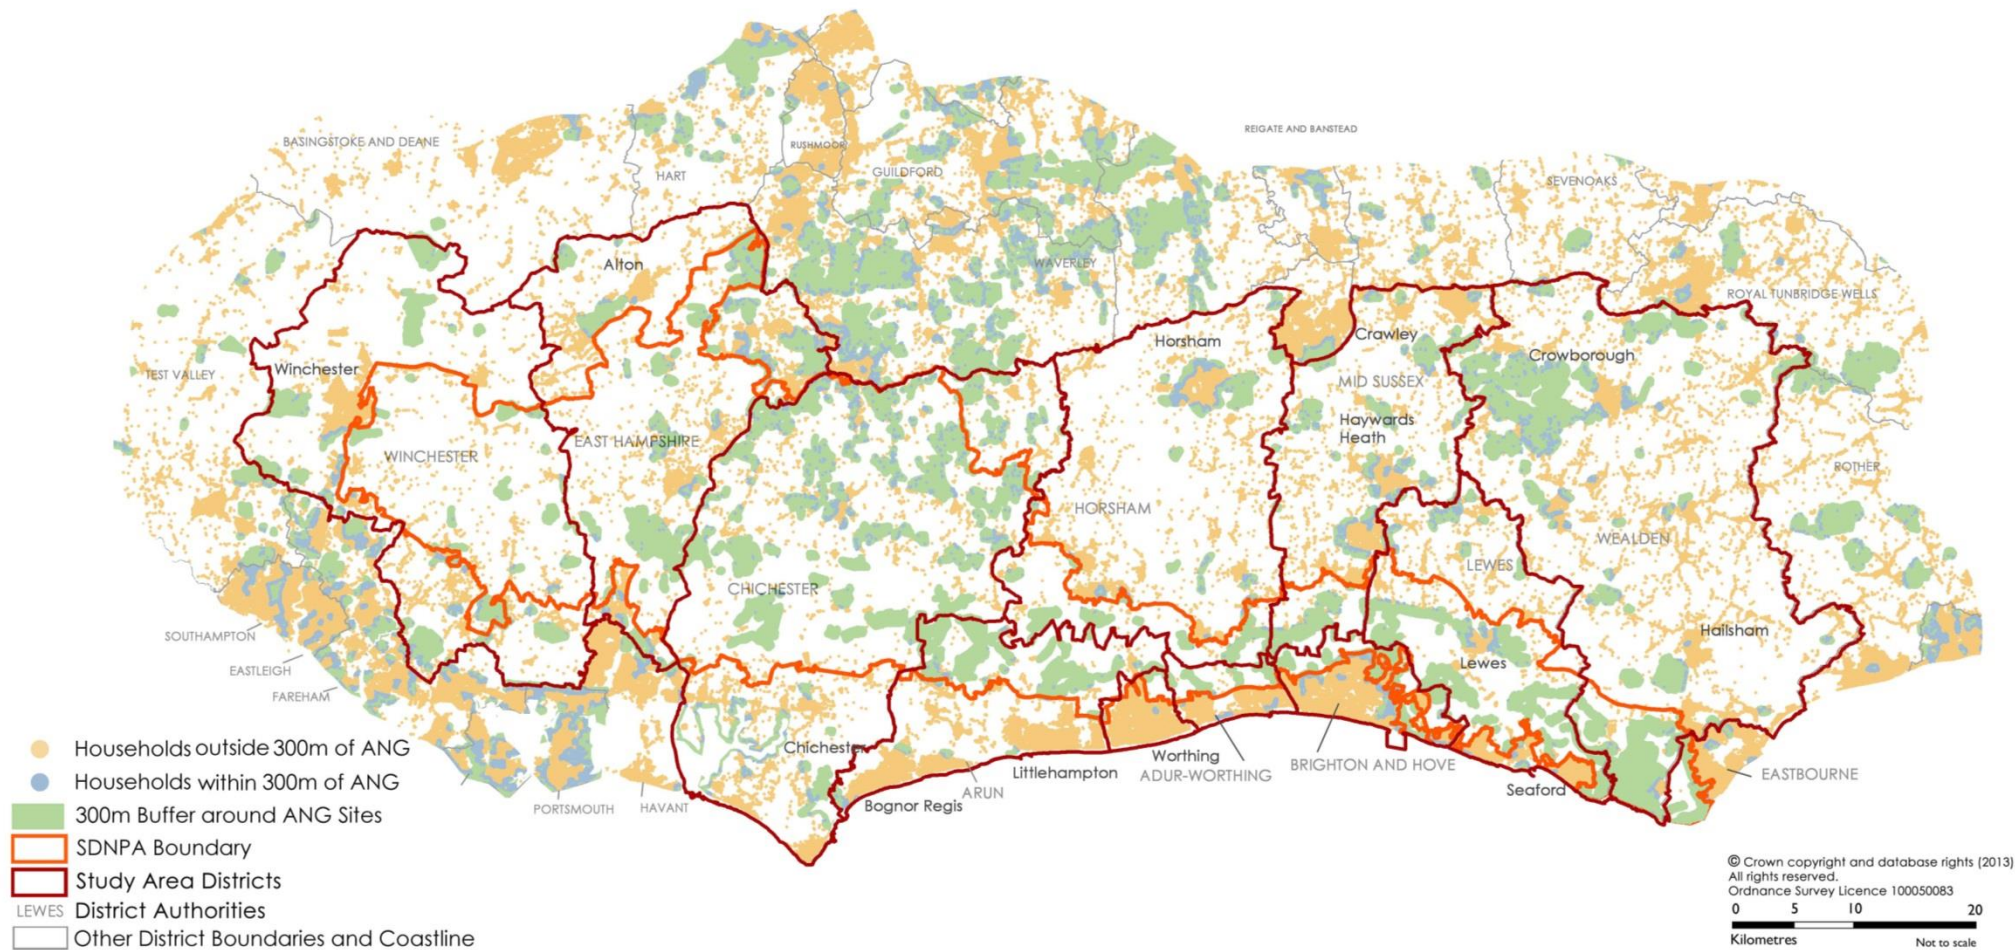 REIGATE AND BANSTEAD
BASINGSTOKE AND DEANE
RUSHMOOR
HART
GUILDFORD
SEVENOAKS
Alton
WAVERLEY
ROYAL TUNBRIDGE WELLS
Horsham
Crawley
Crowborough
TEST VALLEY
Winchester
MID SUSSEX
Haywards
Heath
EAST HAMPSHIRE
WINCHESTER
ROTHER
HORSHAM
WEALDEN
LEWES
CHICHESTER
SOUTHAMPTON
Hailsham
EASTLEIGH
Lewes
FAREHAM
Chichester
Worthing
BRIGHTON AND HOVE
Littlehampton
ADUR-WORTHING
EASTBOURNE
ARUN
Seaford
PORTSMOUTH
HAVANT
Bognor Regis
Households outside 300m of ANG
Households within 300m of ANG
300m Buffer around ANG Sites
SDNPA Boundary
Study Area Districts
LEWES District Authorities
Other District Boundaries and Coastline
© Crown copyright and database rights (2013)
All rights reserved.
Ordnance Survey Licence 100050083
0 5 10 20
Kilometres Not to scale